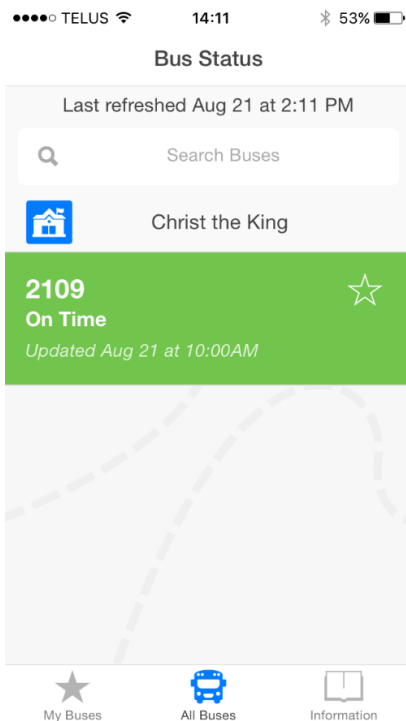 TELUS 14:11 53%
Bus Status
Last refreshed Aug 21 at 2:11 PM
Search Buses
Christ the King
2109
On Time
Updated Aug 21 at 10:00AM
My Buses All Buses Information